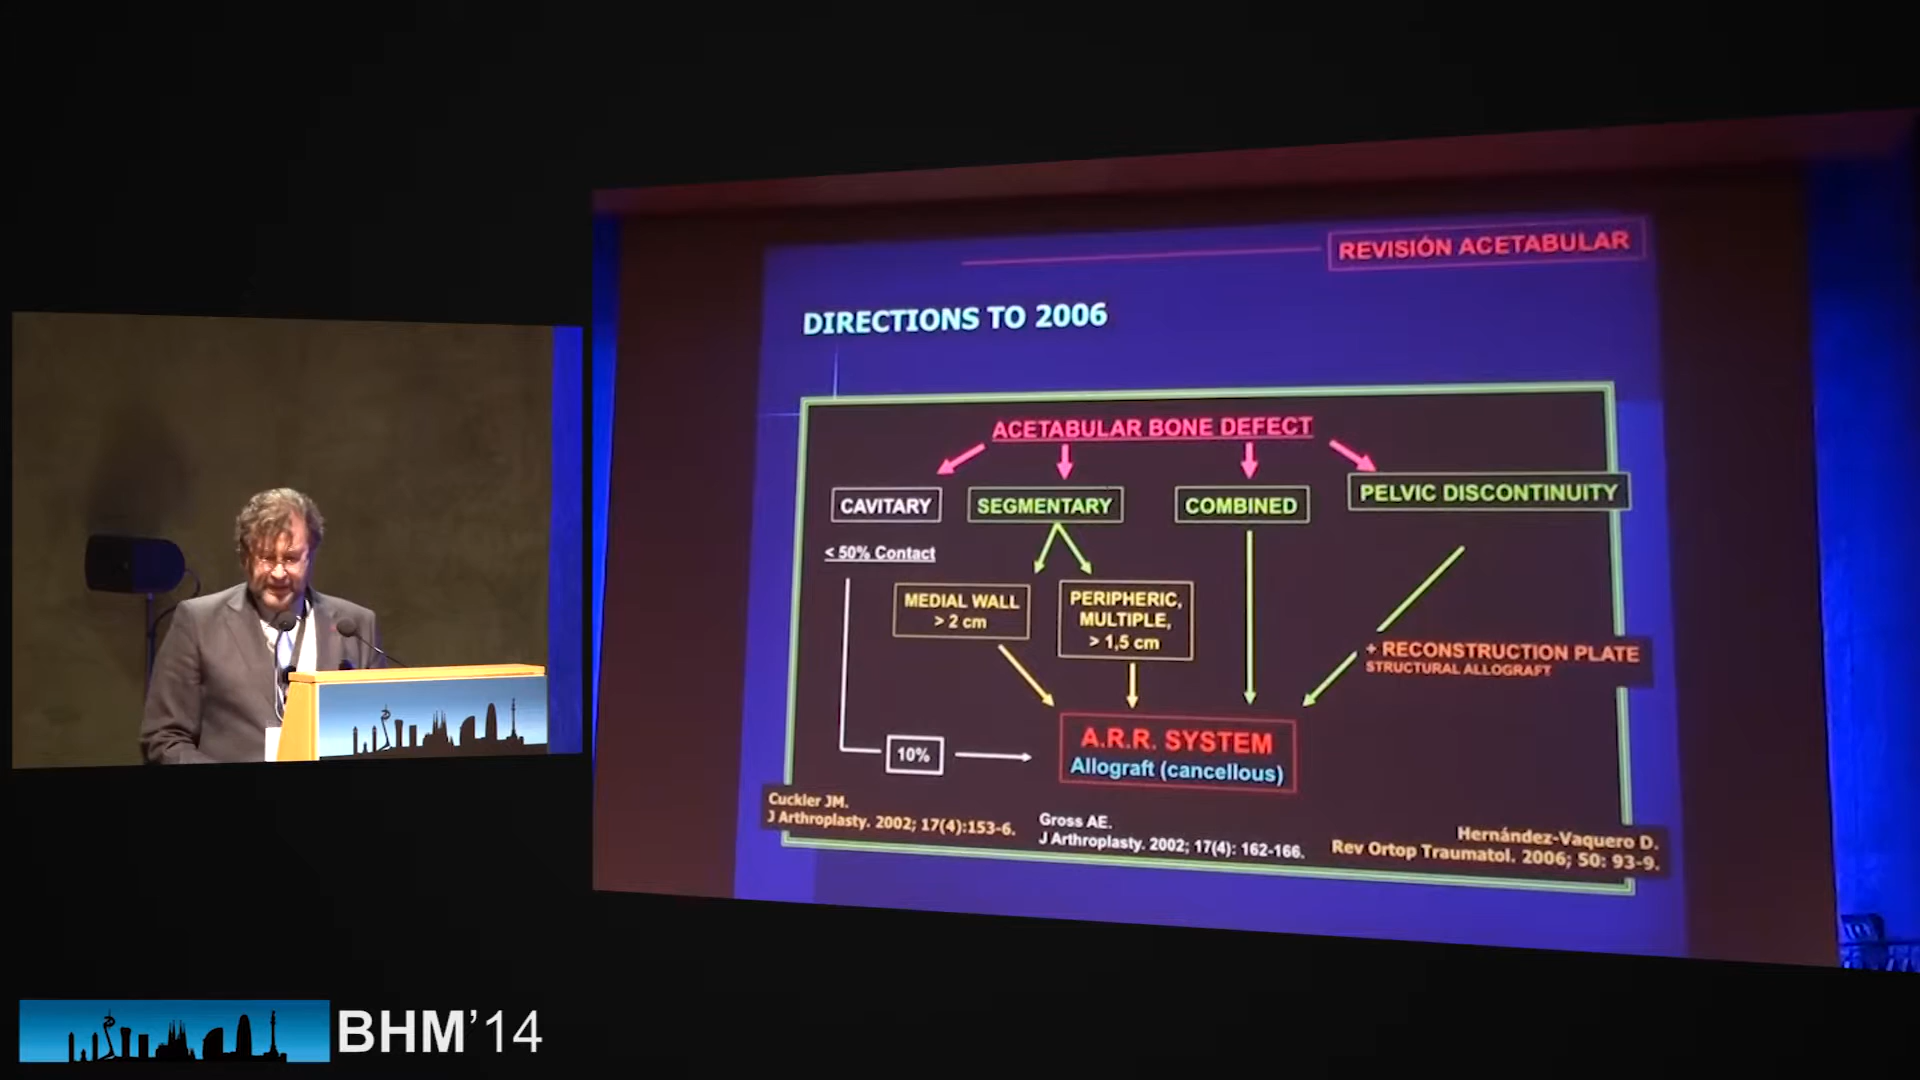 REVISIÓN ACETABULAR
DIRECTIONS TO 2006
ACETABULAR BONE DEFECT
CAVITARY
SEGMENTARY
COMBINED
PELVIC DISCONTINUITY
< 50% Contact
MEDIAL WALL
> 2 cm
PERIPHERIC,
MULTIPLE,
> 1,5 cm
+ RECONSTRUCTION PLATE
STRUCTURAL ALLOGRAFT
10%
A.R.R. SYSTEM
Allograft (cancellous)
Cuckler JM.
J Arthroplasty. 2002; 17(4):153-6.
Gross AE.
J Arthroplasty. 2002; 17(4): 162-166.
Hernández-Vaquero D.
Rev Ortop Traumatol. 2006; 50: 93-9.
BHM'14